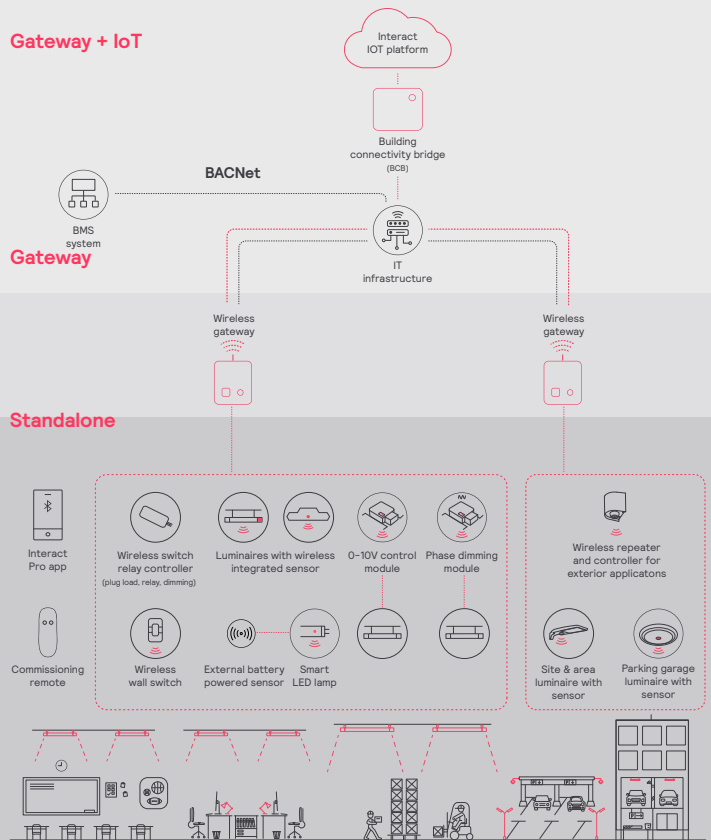 Gateway + IoT
Interact
IOT platform
Building
connectivity bridge
(BCB)
BACNet
BMS
system
Gateway
IT
infrastructure
Wireless
gateway
Wireless
gateway
Standalone
Interact
Pro app
Wireless switch
relay controller
(plug load, relay, dimming)
Luminaires with wireless
integrated sensor
0-10V control
module
Phase dimming
module
Wireless repeater
and controller for
exterior applicatons
Commissioning
remote
Wireless
wall switch
External battery
powered sensor
Smart
LED lamp
Site & area
luminaire with
sensor
Parking garage
luminaire with
sensor